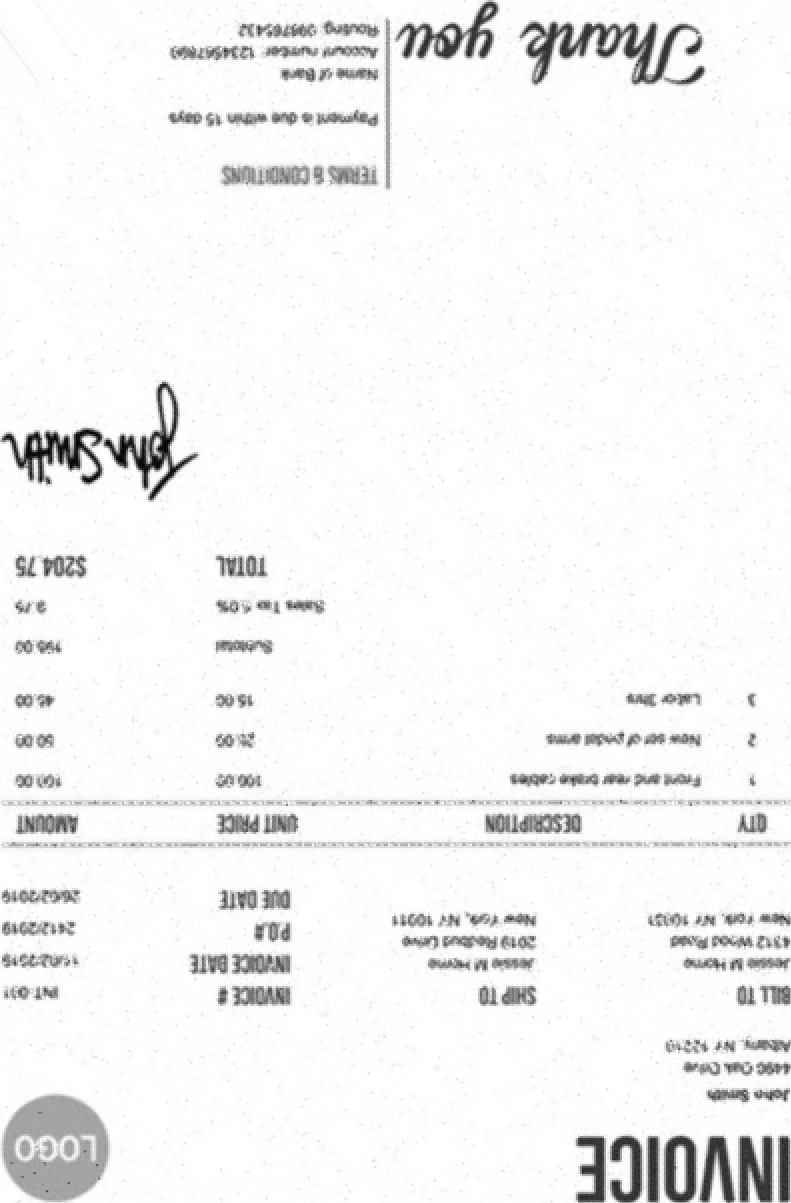 INVOICE
LOGO
John Smith
4490 Oak Drive
Albany, NY 12210
BILL TO SHIP TO INVOICE # INT-001
Jessie M Horne Jessie M Horne INVOICE DATE 11/02/2019
4312 Wood Road 2019 Redbud Drive P.O.# 2412/2019
New York, NY 10031 New York, NY 10011 DUE DATE 26/02/2019
QTY DESCRIPTION UNIT PRICE AMOUNT
1 Front and rear brake cables 100.00 100.00
2 New set of pedal arms 25.00 50.00
3 Labor 3hrs 15.00 45.00
Subtotal 195.00
Sales Tax 5.0% 9.75
TOTAL $204.75
John Smith
Thank you
TERMS & CONDITIONS
Payment is due within 15 days
Name of Bank
Account number: 1234567890
Routing: 098765432